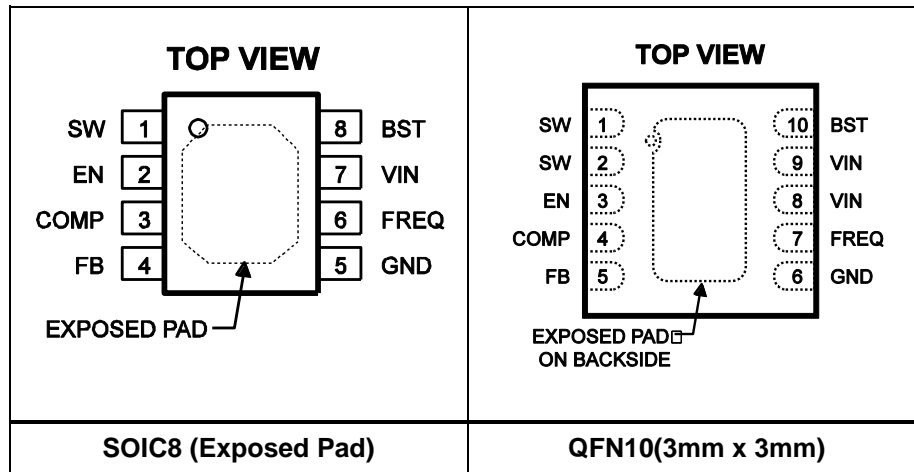 TOP VIEW
SW 1
EN 2
COMP 3
FB 4
8 BST
7 VIN
6 FREQ
5 GND
EXPOSED PAD
SOIC8 (Exposed Pad)
TOP VIEW
SW 1
SW 2
EN 3
COMP 4
FB 5
10 BST
9 VIN
8 VIN
7 FREQ
6 GND
EXPOSED PAD□
ON BACKSIDE
QFN10(3mm x 3mm)